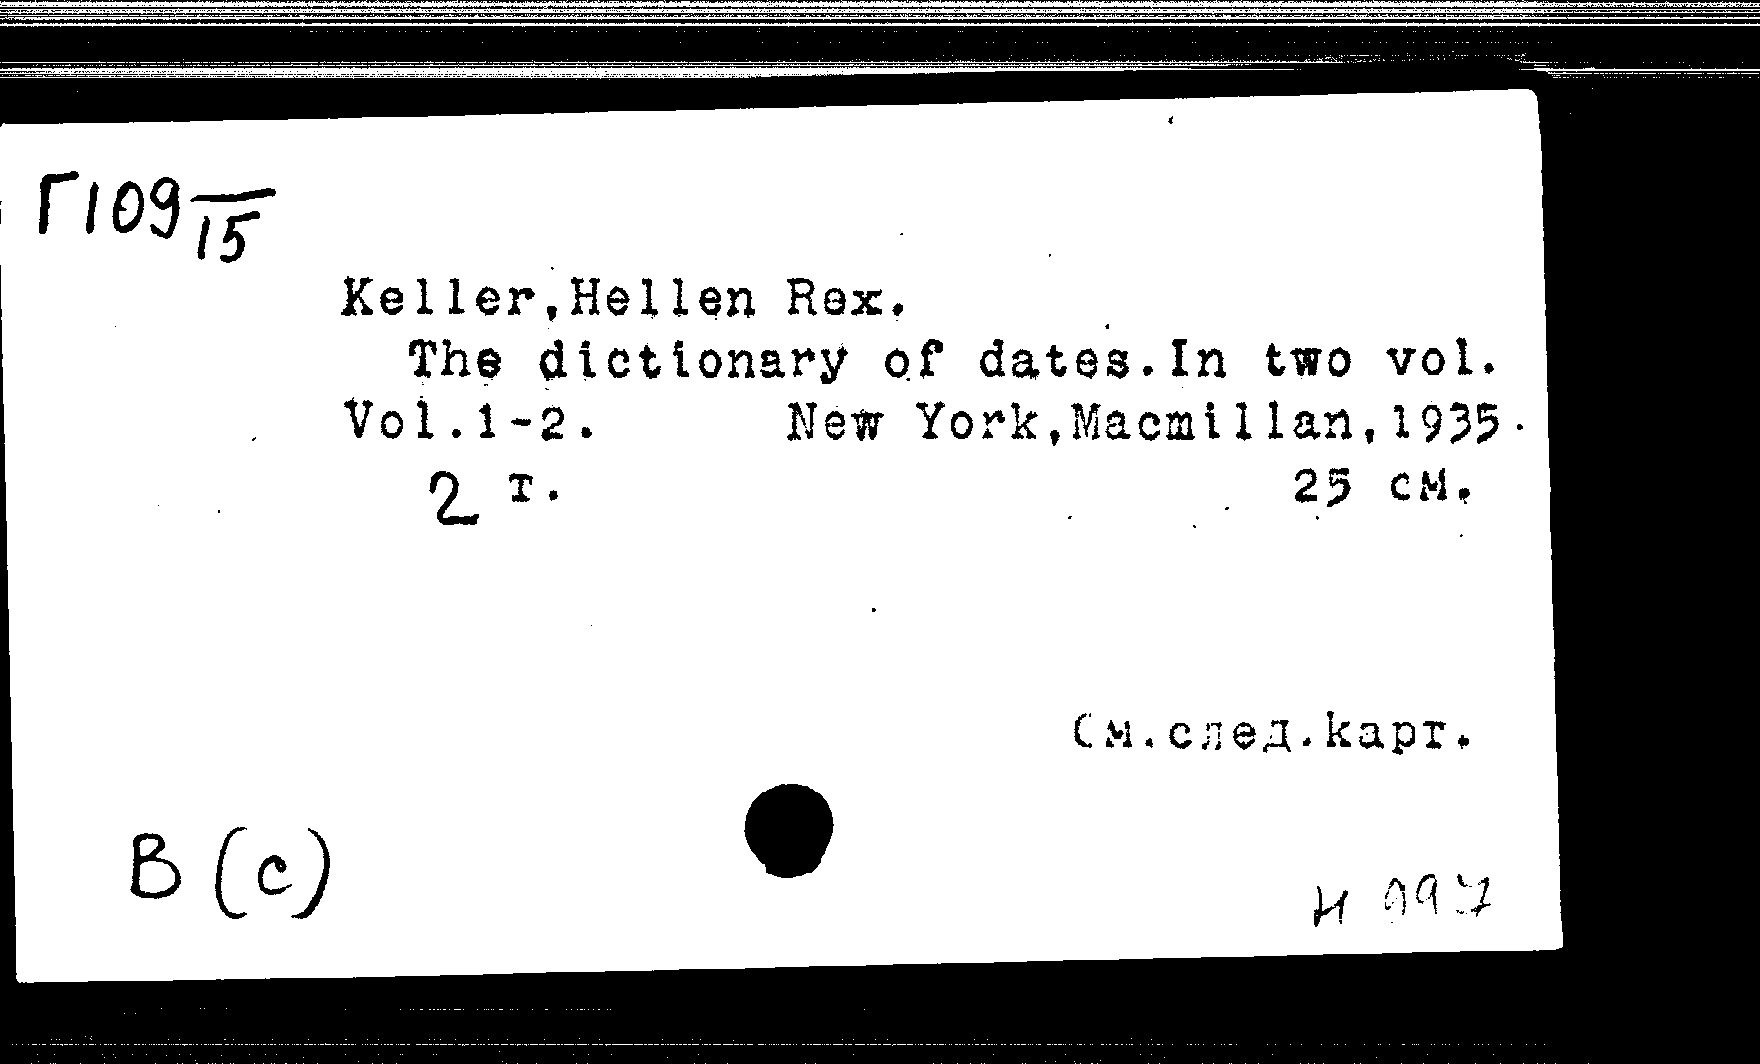 Г109/15
Keller,Hellen Rex.
The dictionary of dates.In two vol.
Vol.1-2. New York,Macmillan,1935.
2 т. 25 см.
См.след.карт.
В (с)